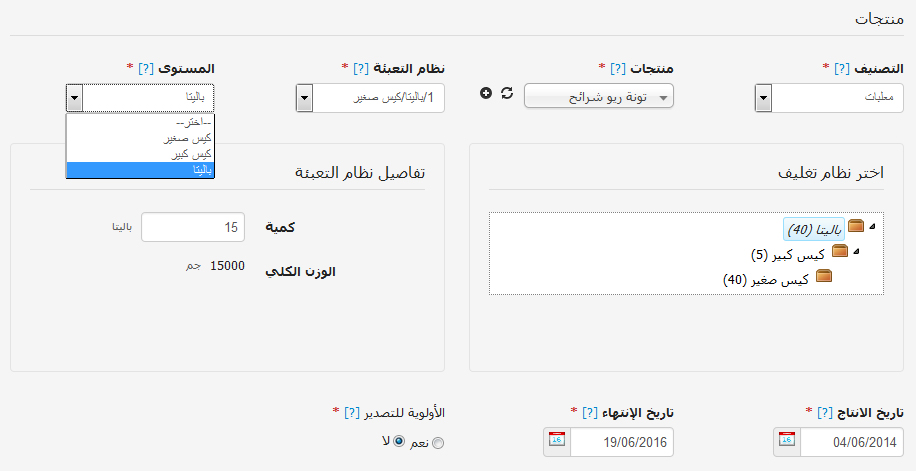 منتجات
التصنيف [?] *
معلبات
منتجات [?] *
تونة ريو شرائح
نظام التعبئة [?] *
1/باليتا/كيس صغير
المستوى [?] *
باليتا
--اختر--
كيس صغير
كيس كبير
باليتا
اختر نظام تغليف
باليتا (40)
كيس كبير (5)
كيس صغير (40)
تفاصيل نظام التعبئة
كمية 15 باليتا
الوزن الكلي 15000 جم
تاريخ الانتاج [?] *
04/06/2014
تاريخ الإنتهاء [?] *
19/06/2016
الأولوية للتصدير [?] *
نعم لا